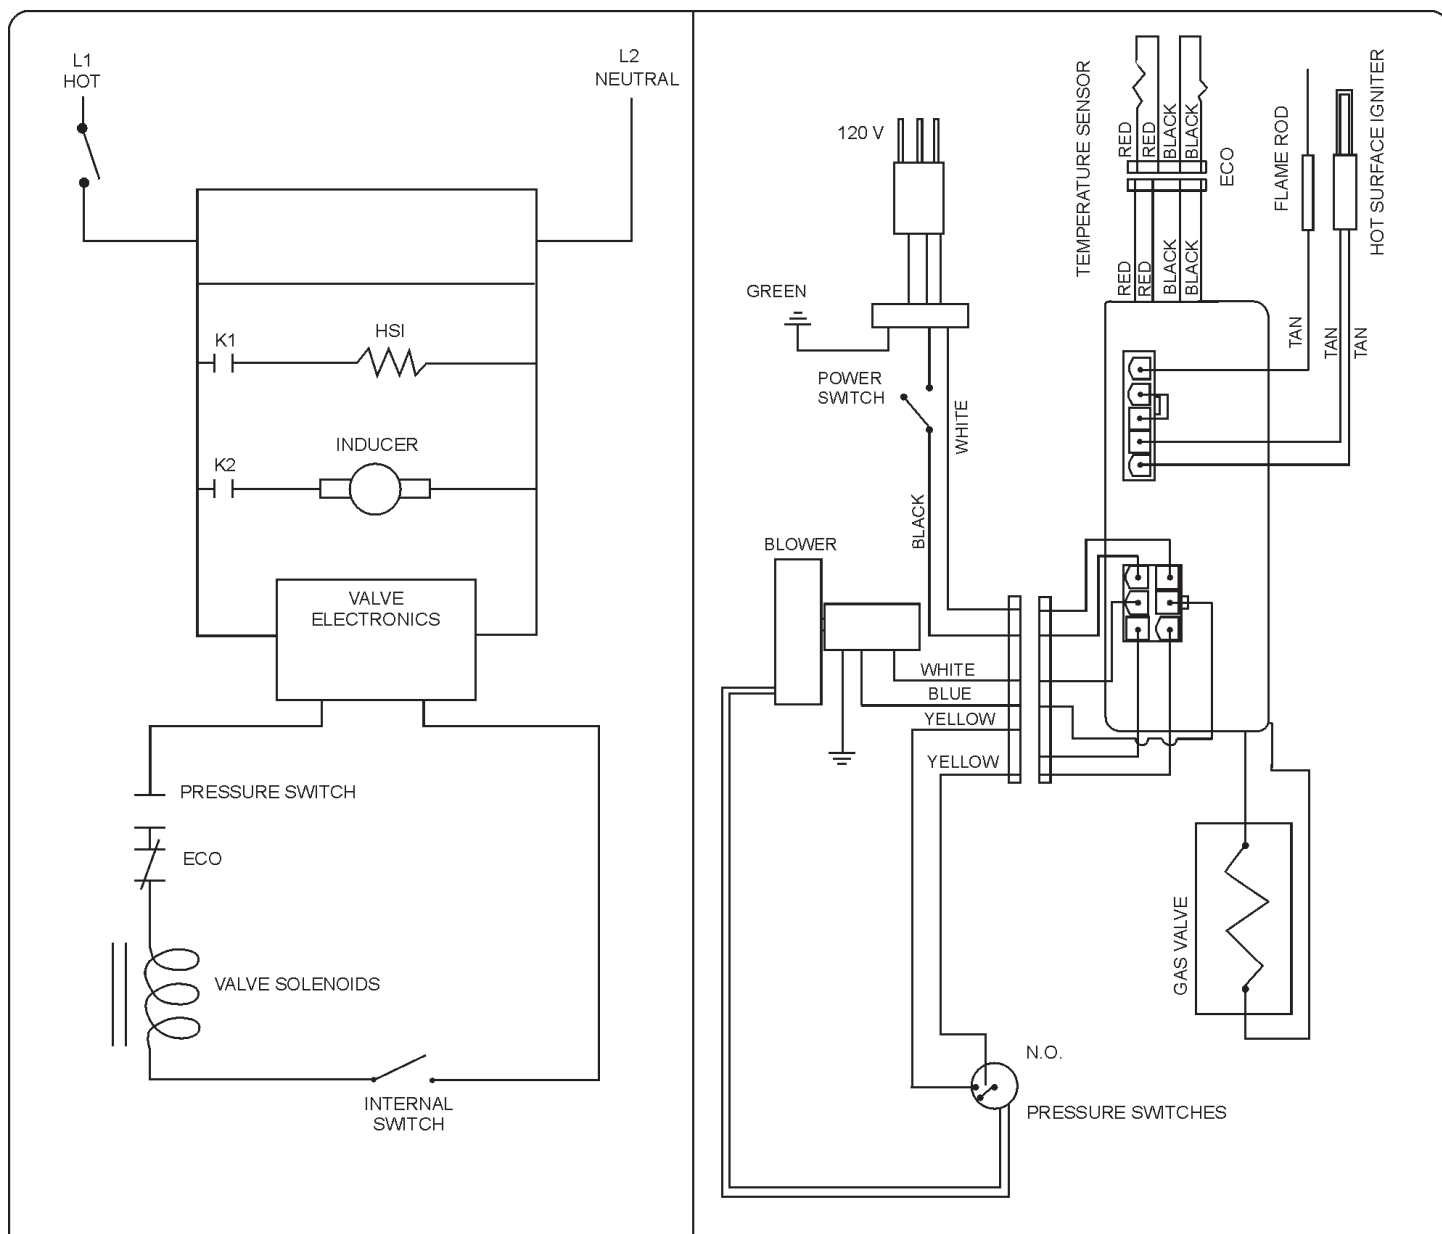 L1
HOT
L2
NEUTRAL
K1
HSI
INDUCER
K2
VALVE
ELECTRONICS
PRESSURE SWITCH
ECO
VALVE SOLENOIDS
INTERNAL
SWITCH
120 V
GREEN
POWER
SWITCH
WHITE
BLACK
BLOWER
WHITE
BLUE
YELLOW
YELLOW
TEMPERATURE SENSOR
RED
RED
BLACK
BLACK
ECO
RED
RED
BLACK
BLACK
FLAME ROD
HOT SURFACE IGNITER
TAN
TAN
TAN
GAS VALVE
N.O.
PRESSURE SWITCHES